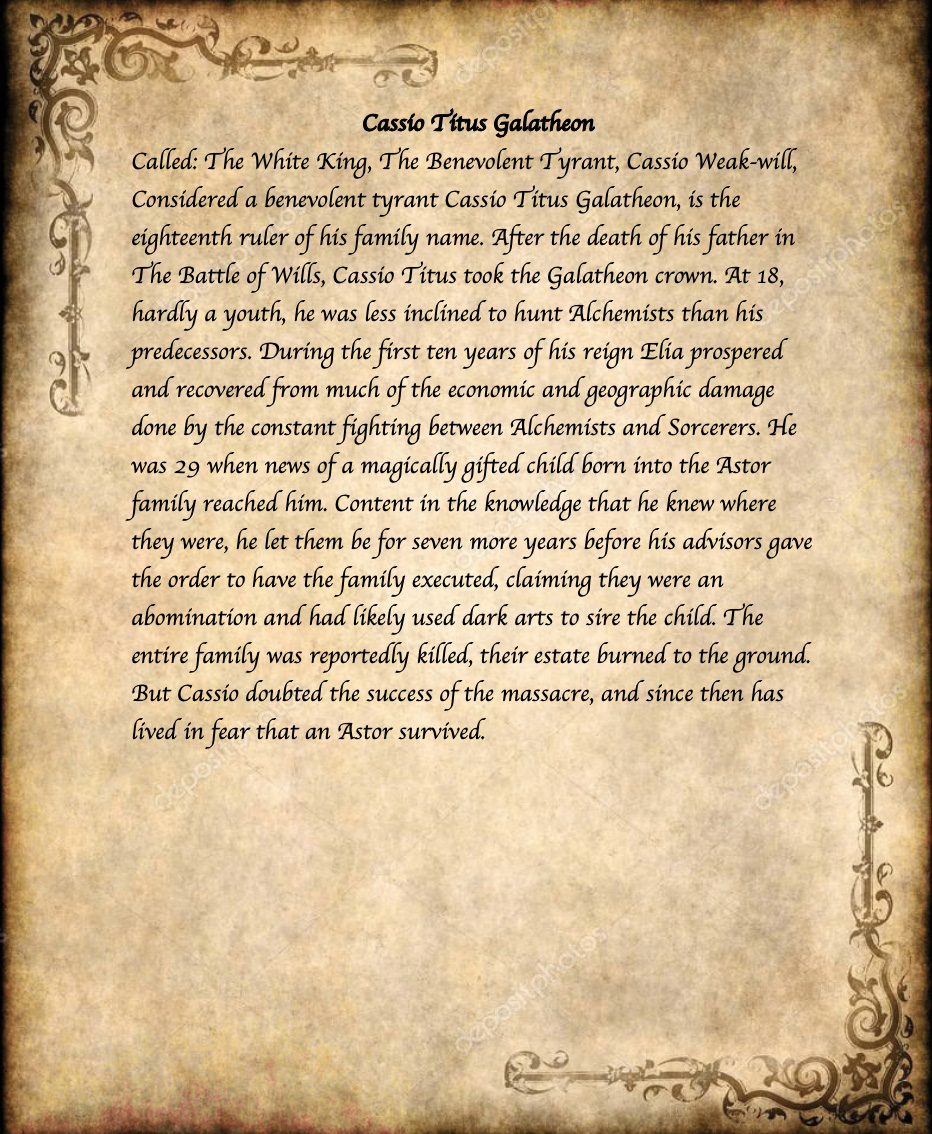 Cassio Titus Galatheon
Called: The White King, The Benevolent Tyrant, Cassio Weak-will,
Considered a benevolent tyrant Cassio Titus Galatheon, is the
eighteenth ruler of his family name. After the death of his father in
The Battle of Wills, Cassio Titus took the Galatheon crown. At 18,
hardly a youth, he was less inclined to hunt Alchemists than his
predecessors. During the first ten years of his reign Elia prospered
and recovered from much of the economic and geographic damage
done by the constant fighting between Alchemists and Sorcerers. He
was 29 when news of a magically gifted child born into the Astor
family reached him. Content in the knowledge that he knew where
they were, he let them be for seven more years before his advisors gave
the order to have the family executed, claiming they were an
abomination and had likely used dark arts to sire the child. The
entire family was reportedly killed, their estate burned to the ground.
But Cassio doubted the success of the massacre, and since then has
lived in fear that an Astor survived.
depositphotos
depositphotos
depositphotos